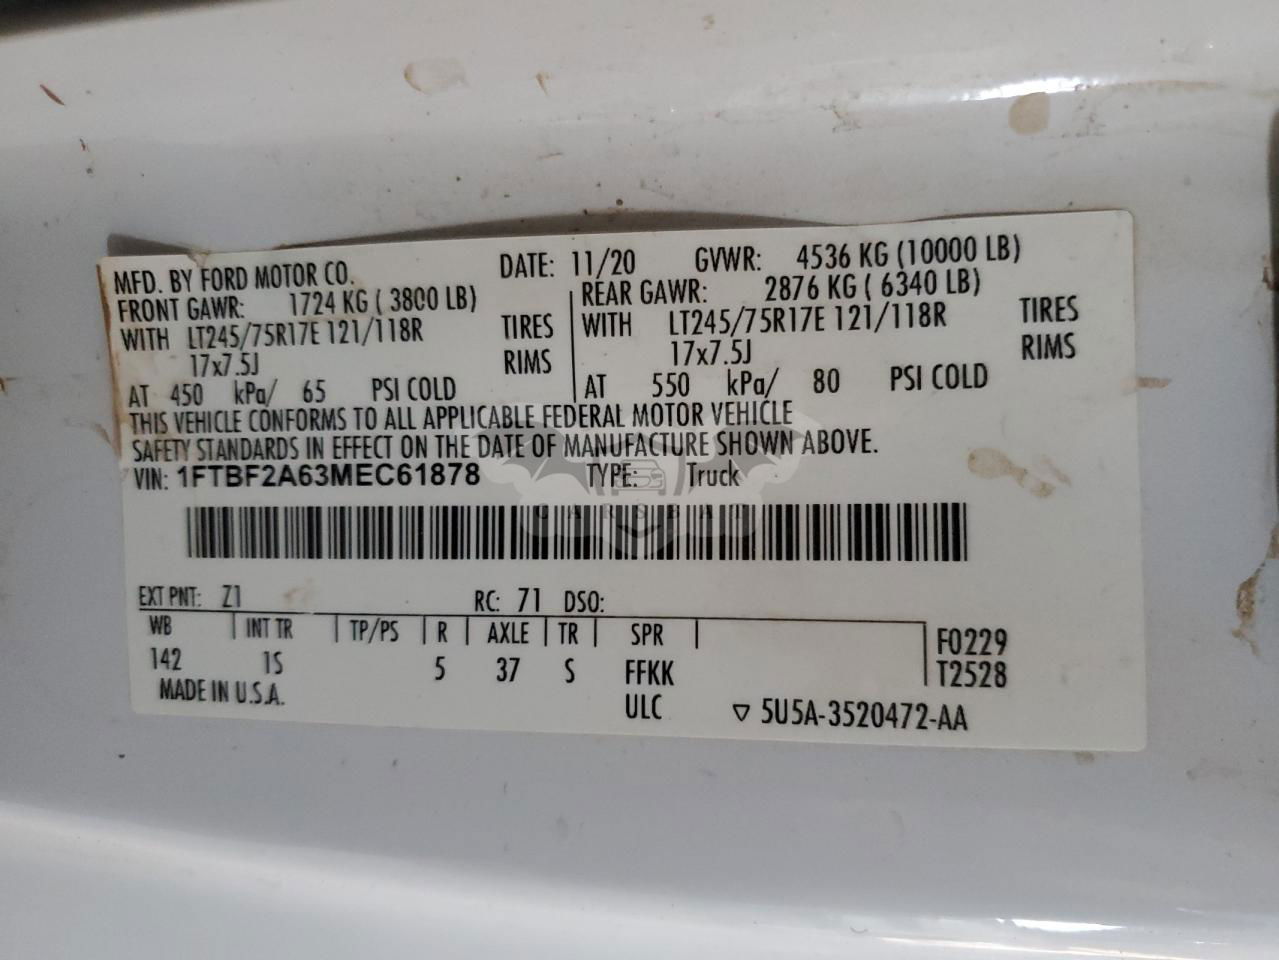 MFD. BY FORD MOTOR CO. DATE: 11/20 GVWR: 4536 KG (10000 LB)
FRONT GAWR: 1724 KG ( 3800 LB) REAR GAWR: 2876 KG ( 6340 LB)
WITH LT245/75R17E 121/118R TIRES WITH LT245/75R17E 121/118R TIRES
17x7.5J RIMS 17x7.5J RIMS
AT 450 kPa/ 65 PSI COLD AT 550 kPa/ 80 PSI COLD
THIS VEHICLE CONFORMS TO ALL APPLICABLE FEDERAL MOTOR VEHICLE
SAFETY STANDARDS IN EFFECT ON THE DATE OF MANUFACTURE SHOWN ABOVE.
VIN: 1FTBF2A63MEC61878 TYPE: Truck
CARSBAT
EXT PNT: Z1 RC: 71 DSO:
WB INT TR TP/PS R AXLE TR SPR F0229
142 1S 5 37 S FFKK T2528
MADE IN U.S.A. ULC ▽ 5U5A-3520472-AA